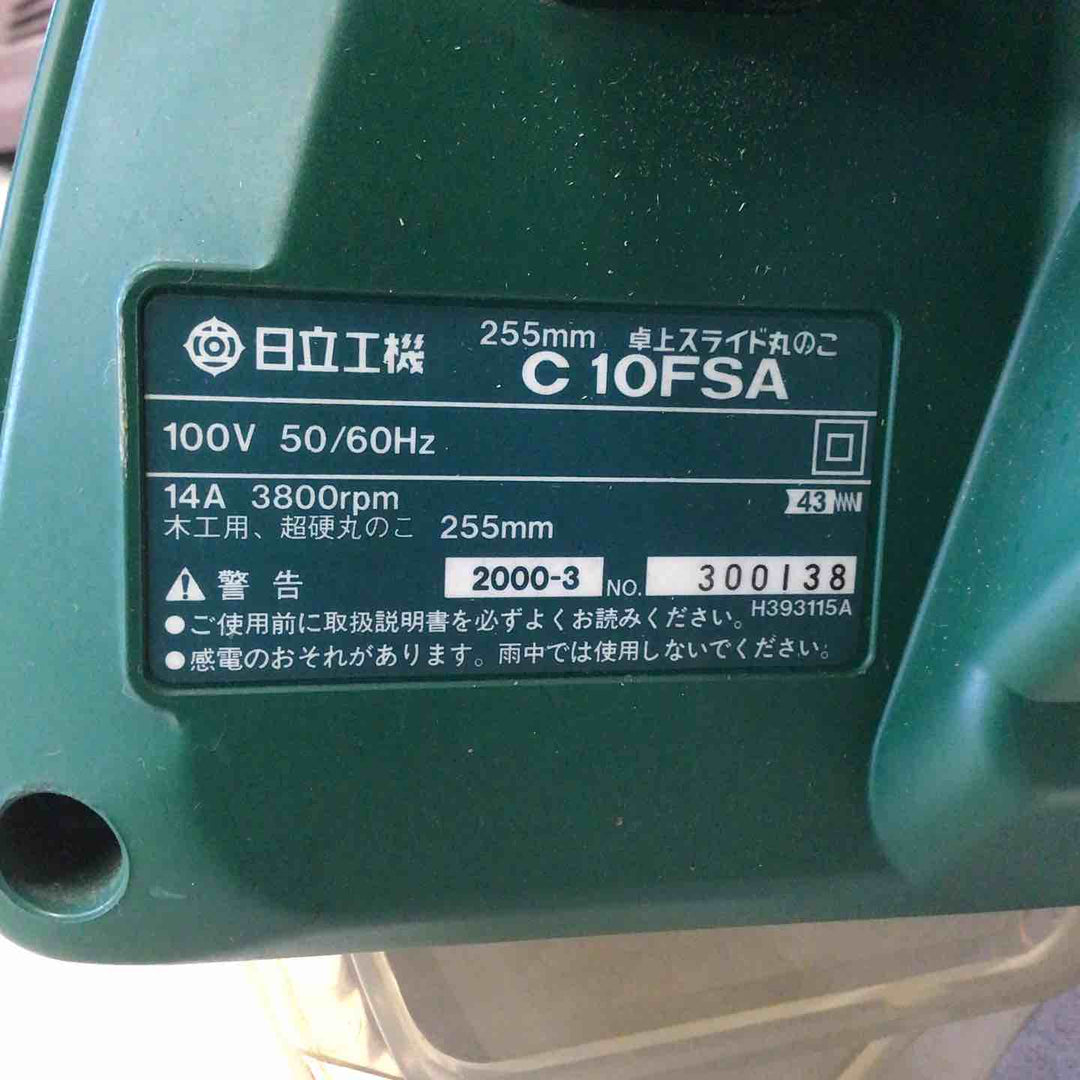 日立工機 255mm 卓上スライド丸のこ
C 10FSA
100V 50/60Hz
14A 3800rpm 43
木工用、超硬丸のこ 255mm
警告 2000-3 NO. 300138
H393115A
●ご使用前に取扱説明書を必ずよくお読みください。
●感電のおそれがあります。雨中では使用しないでください。